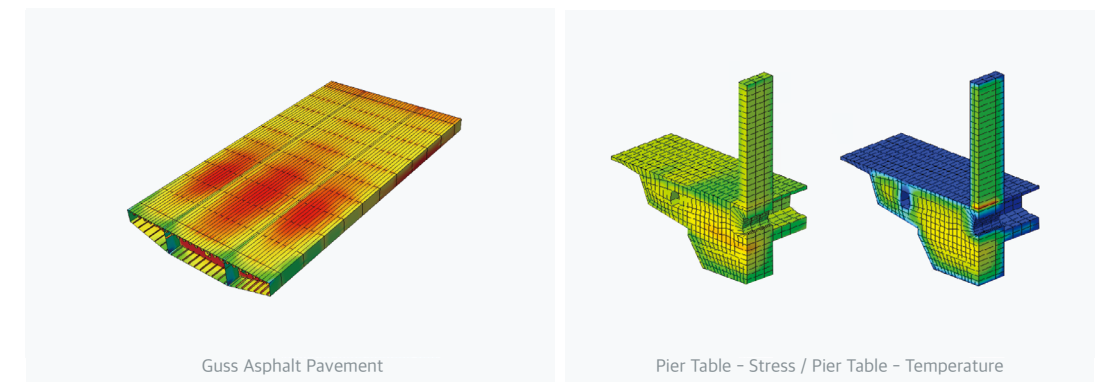 Guss Asphalt Pavement
Pier Table - Stress / Pier Table - Temperature